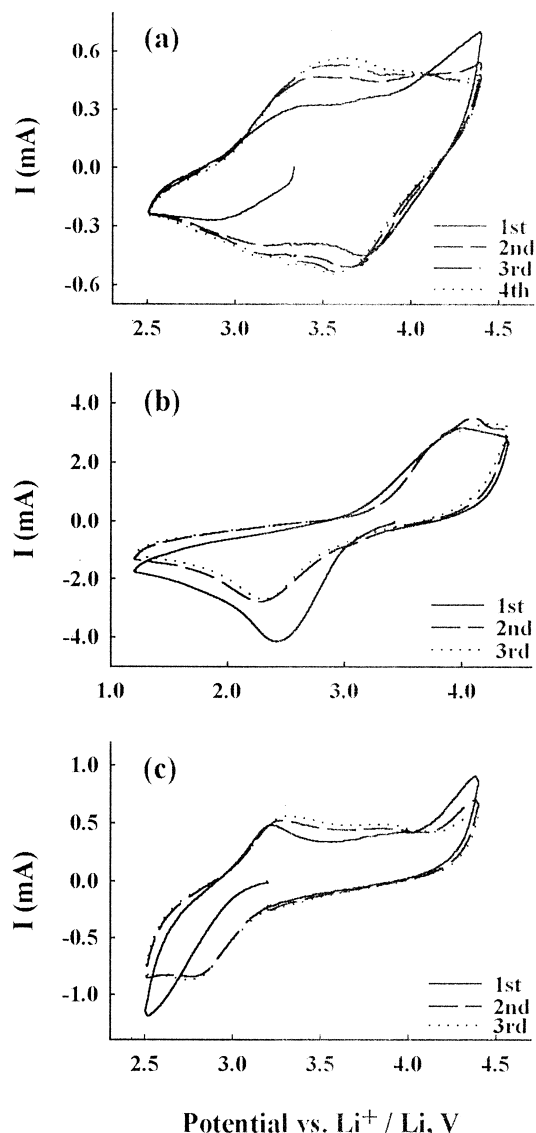 (a)
0.6
0.3
0.0
-0.3
-0.6
I (mA)
1st
2nd
3rd
4th
2.5 3.0 3.5 4.0 4.5
(b)
4.0
2.0
0.0
-2.0
-4.0
I (mA)
1st
2nd
3rd
1.0 2.0 3.0 4.0
(c)
1.0
0.5
0.0
-0.5
-1.0
I (mA)
1st
2nd
3rd
2.5 3.0 3.5 4.0 4.5
Potential vs. Li⁺ / Li, V